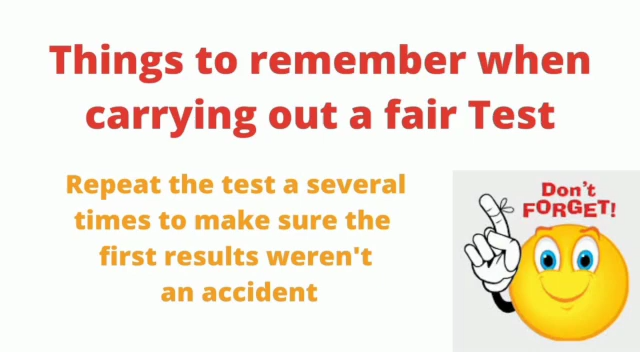 Things to remember when
carrying out a fair Test
Repeat the test a several
times to make sure the
first results weren't
an accident
Don't
FORGET!